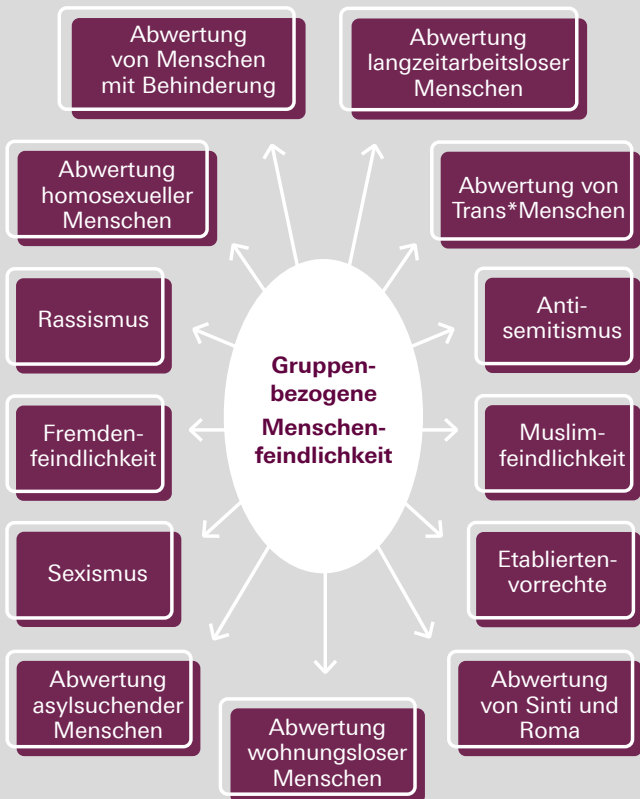 Abwertung
von Menschen
mit Behinderung
Abwertung
langzeitarbeitsloser
Menschen
Abwertung
homosexueller
Menschen
Abwertung von
Trans*Menschen
Rassismus
Anti-
semitismus
Gruppen-
bezogene
Menschen-
feindlichkeit
Fremden-
feindlichkeit
Muslim-
feindlichkeit
Sexismus
Etablierten-
vorrechte
Abwertung
asylsuchender
Menschen
Abwertung
wohnungsloser
Menschen
Abwertung
von Sinti und
Roma